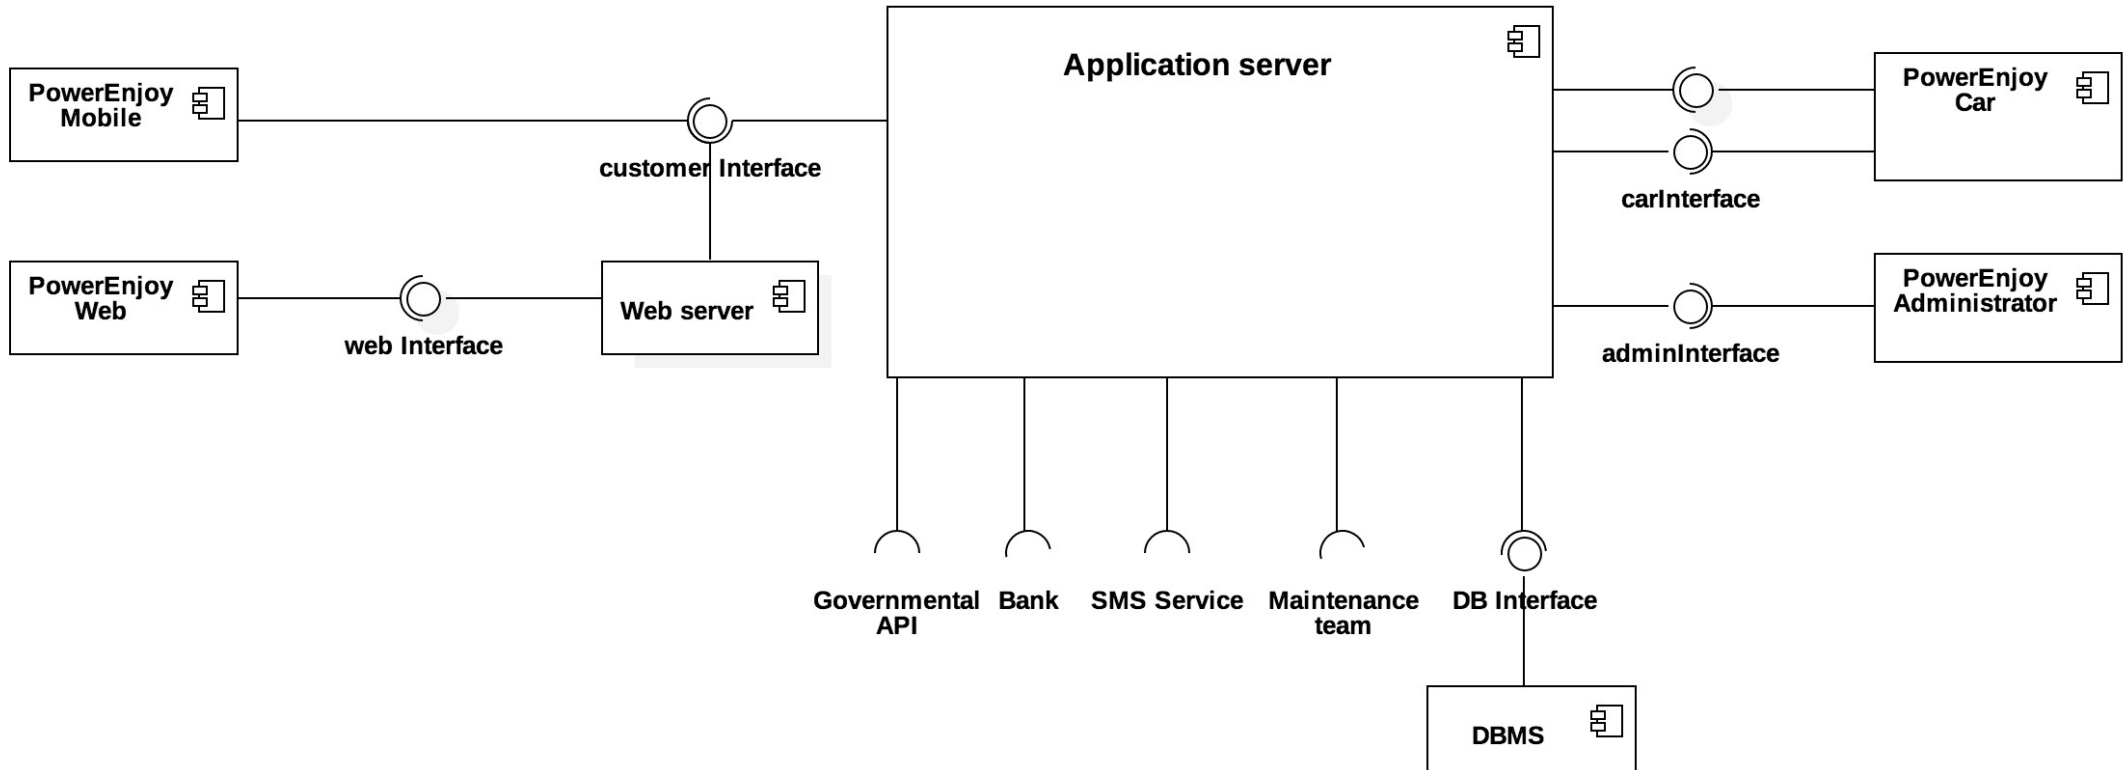 Application server
PowerEnjoy
Mobile
customer Interface
PowerEnjoy
Web
web Interface
Web server
PowerEnjoy
Car
carInterface
PowerEnjoy
Administrator
adminInterface
Governmental
API
Bank
SMS Service
Maintenance
team
DB Interface
DBMS